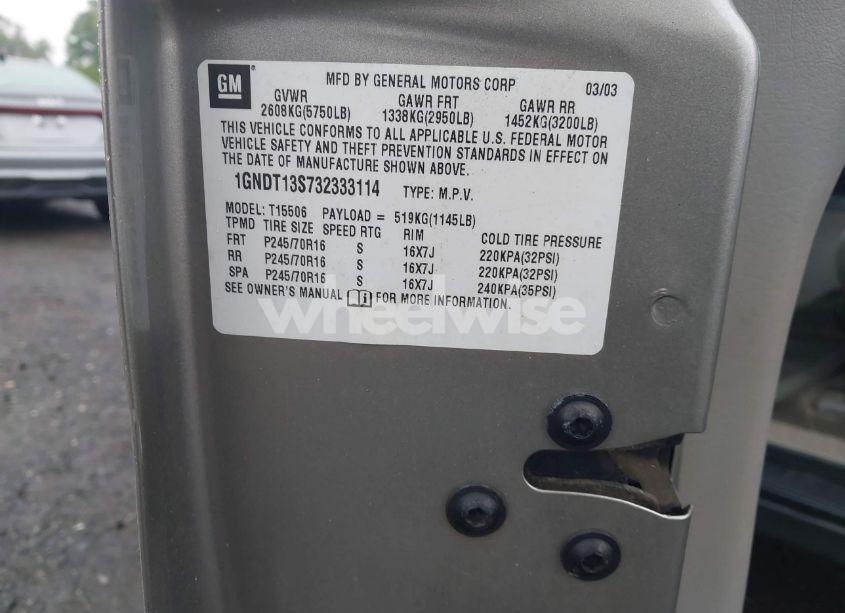 GM ® MFD BY GENERAL MOTORS CORP 03/03
GVWR GAWR FRT GAWR RR
2608KG(5750LB) 1338KG(2950LB) 1452KG(3200LB)
THIS VEHICLE CONFORMS TO ALL APPLICABLE U.S. FEDERAL MOTOR
VEHICLE SAFETY AND THEFT PREVENTION STANDARDS IN EFFECT ON
THE DATE OF MANUFACTURE SHOWN ABOVE.
1GNDT13S732333114 TYPE: M.P.V.
MODEL: T15506 PAYLOAD = 519KG(1145LB)
TPMD TIRE SIZE SPEED RTG RIM COLD TIRE PRESSURE
FRT P245/70R16 S 16X7J 220KPA(32PSI)
RR P245/70R16 S 16X7J 220KPA(32PSI)
SPA P245/70R16 S 16X7J 240KPA(35PSI)
SEE OWNER'S MANUAL FOR MORE INFORMATION.
wheelwise